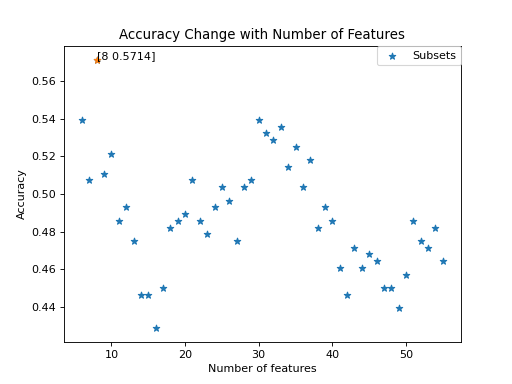 Accuracy Change with Number of Features
[8 0.5714]
Subsets
0.56
0.54
0.52
0.50
0.48
0.46
0.44
Accuracy
10 20 30 40 50
Number of features